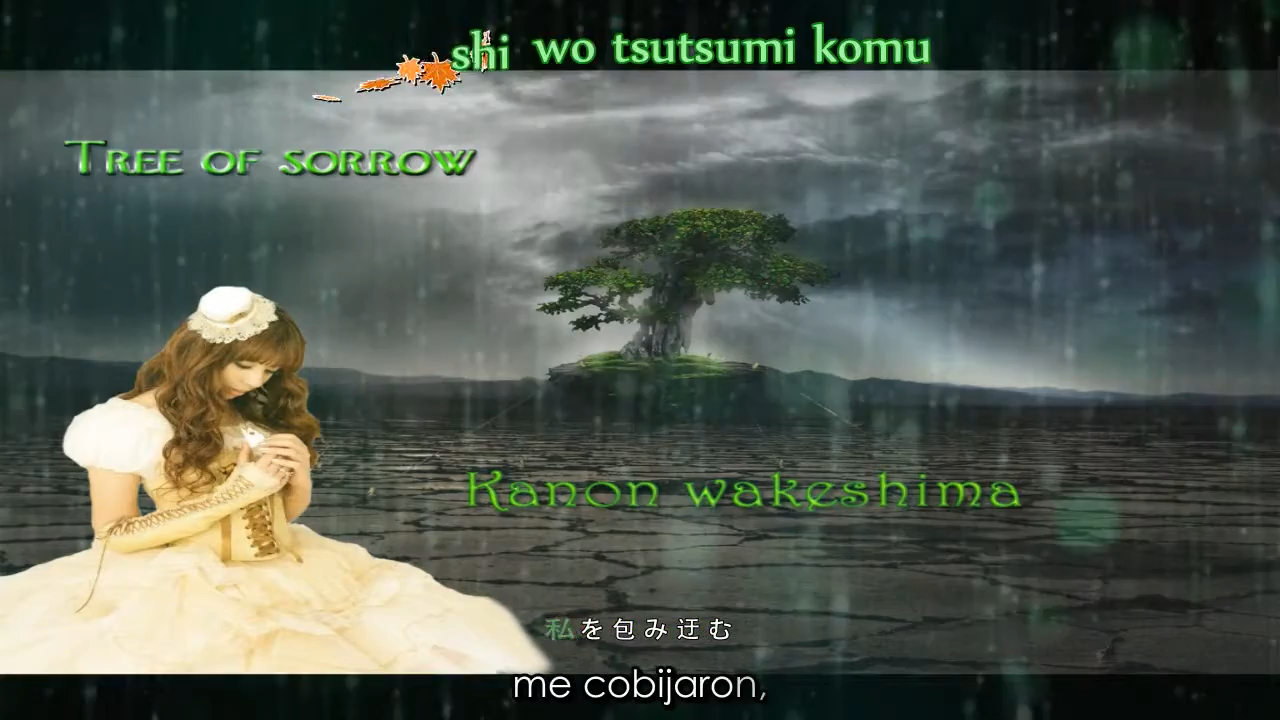 shi wo tsutsumi komu
Tree of sorrow
Kanon wakeshima
私を包み迂む
me cobijaron,